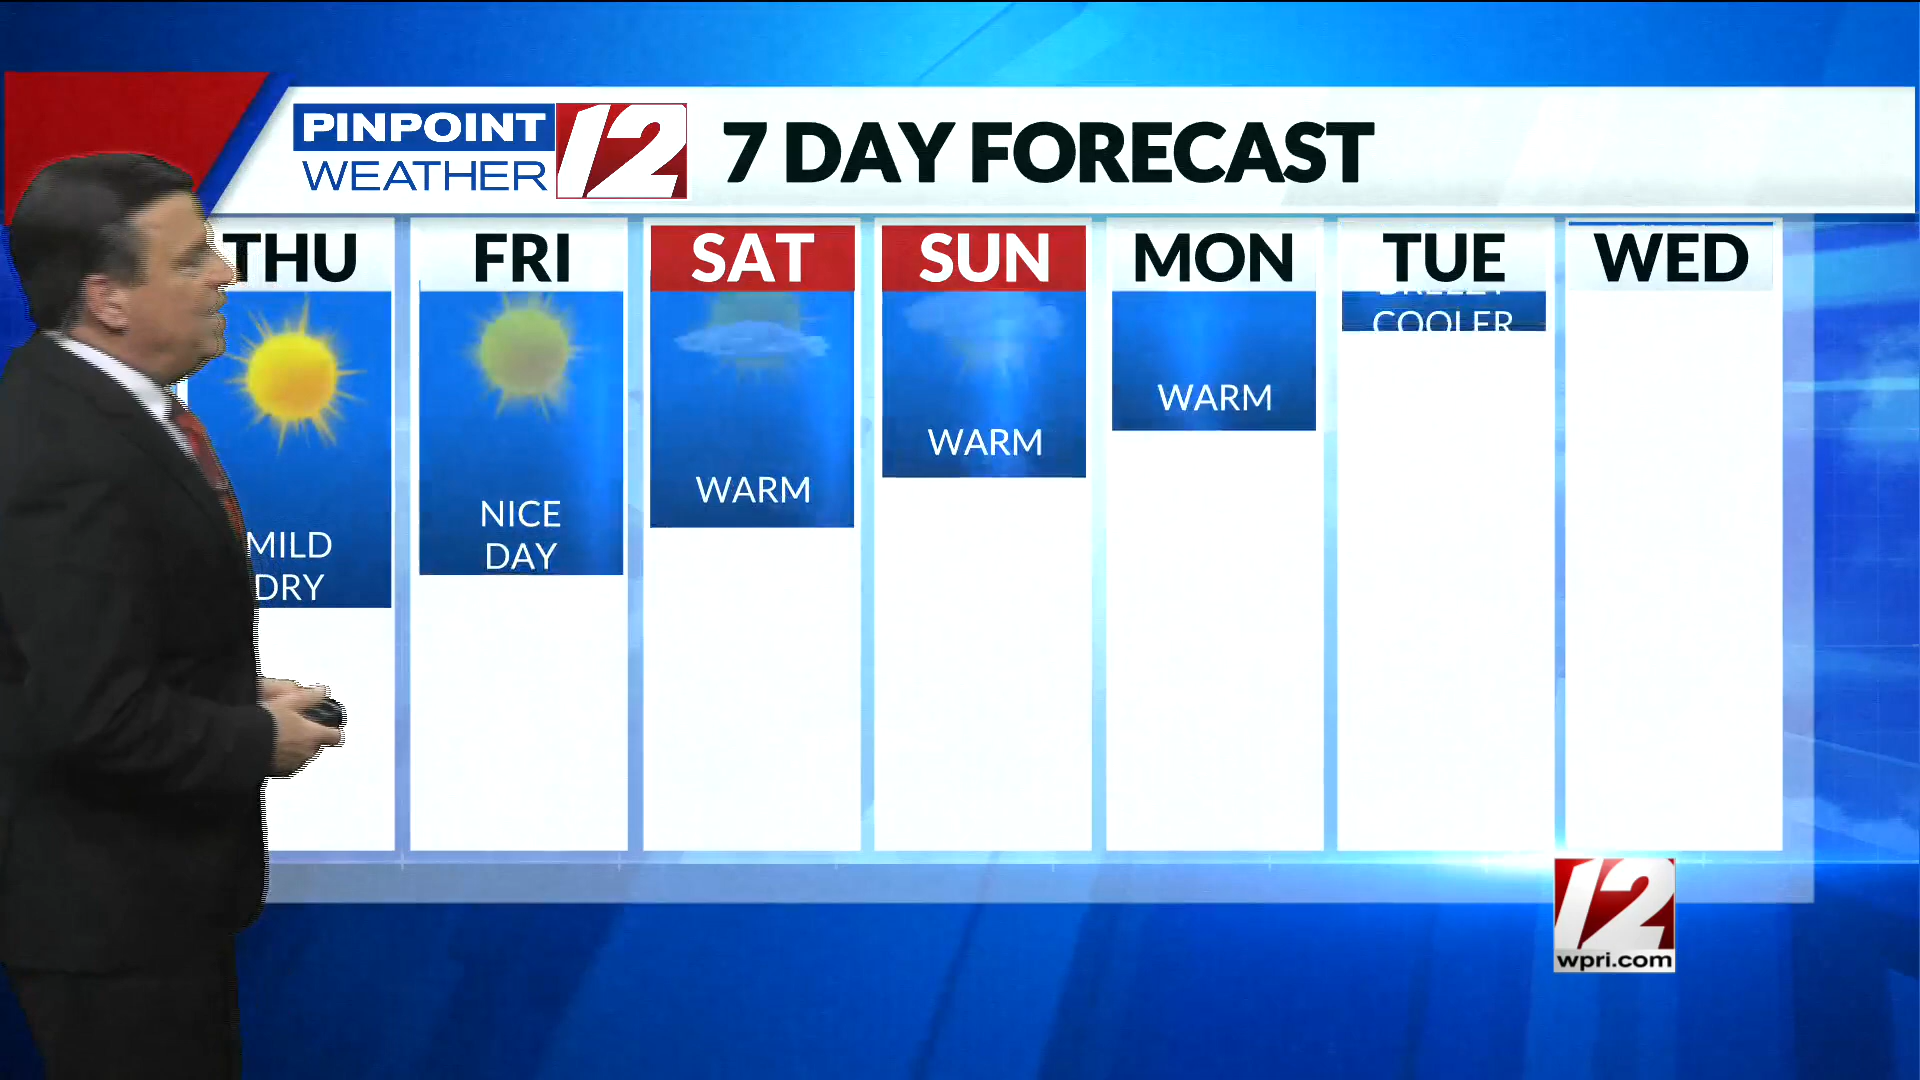 PINPOINT
WEATHER
12
7 DAY FORECAST
THU
FRI
SAT
SUN
MON
TUE
WED
MILD
DRY
NICE
DAY
WARM
WARM
WARM
COOLER
12
wpri.com